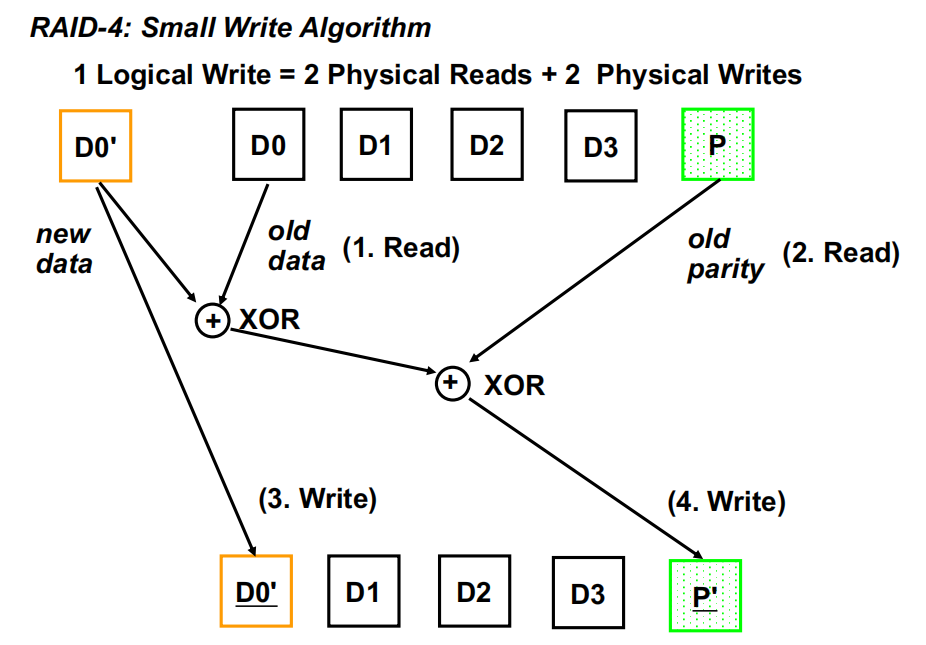 RAID-4: Small Write Algorithm
1 Logical Write = 2 Physical Reads + 2 Physical Writes
D0' D0 D1 D2 D3 P
new
data
old
data
(1. Read)
old
parity
(2. Read)
+ XOR
+ XOR
(3. Write)
(4. Write)
D0' D1 D2 D3 P'